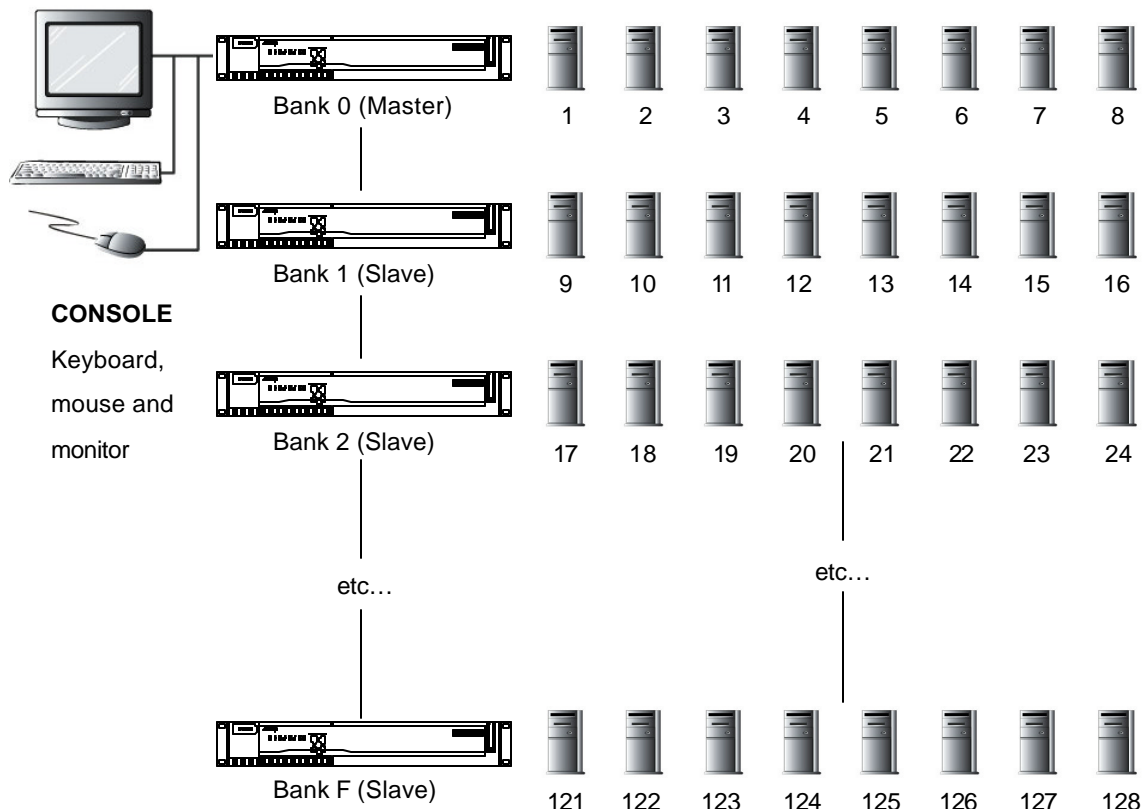 Bank 0 (Master)
1 2 3 4 5 6 7 8
Bank 1 (Slave)
9 10 11 12 13 14 15 16
CONSOLE
Keyboard,
mouse and
monitor
Bank 2 (Slave)
17 18 19 20 21 22 23 24
etc…
etc…
Bank F (Slave)
121 122 123 124 125 126 127 128